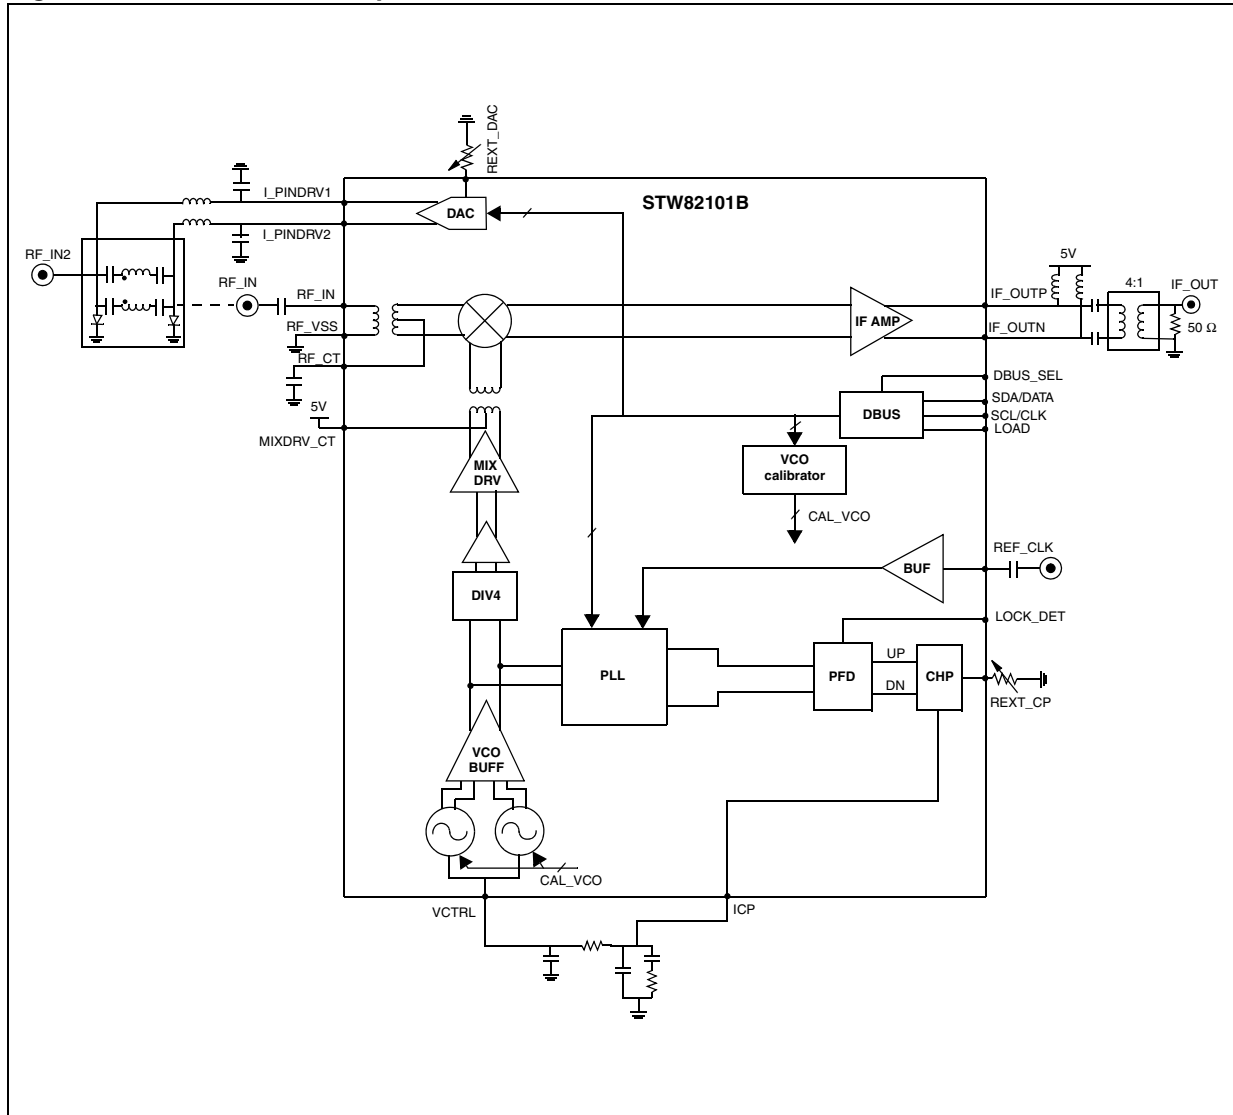 REXT_DAC
I_PINDRV1
STW82101B
DAC
I_PINDRV2
RF_IN2
RF_IN
RF_IN
5V
4:1
IF_OUT
IF_OUTP
IF AMP
RF_VSS
IF_OUTN
50 Ω
RF_CT
DBUS_SEL
SDA/DATA
5V
DBUS
SCL/CLK
LOAD
MIXDRV_CT
MIX
DRV
VCO
calibrator
CAL_VCO
REF_CLK
BUF
DIV4
LOCK_DET
PLL
PFD
UP
DN
CHP
REXT_CP
VCO
BUFF
CAL_VCO
VCTRL
ICP